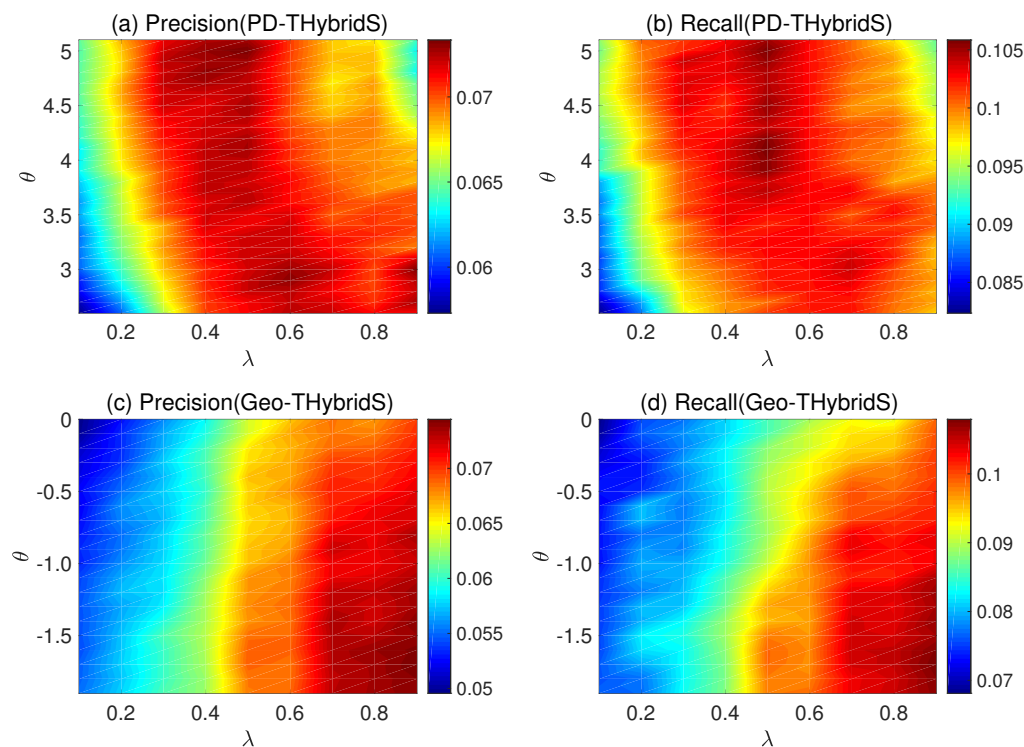 (a) Precision(PD-THybridS)
5
4.5
4
3.5
3
θ
0.2 0.4 0.6 0.8
λ
0.07
0.065
0.06
(b) Recall(PD-THybridS)
5
4.5
4
3.5
3
θ
0.2 0.4 0.6 0.8
λ
0.105
0.1
0.095
0.09
0.085
(c) Precision(Geo-THybridS)
0
-0.5
-1.0
-1.5
θ
0.2 0.4 0.6 0.8
λ
0.07
0.065
0.06
0.055
0.05
(d) Recall(Geo-THybridS)
0
-0.5
-1.0
-1.5
θ
0.2 0.4 0.6 0.8
λ
0.1
0.09
0.08
0.07